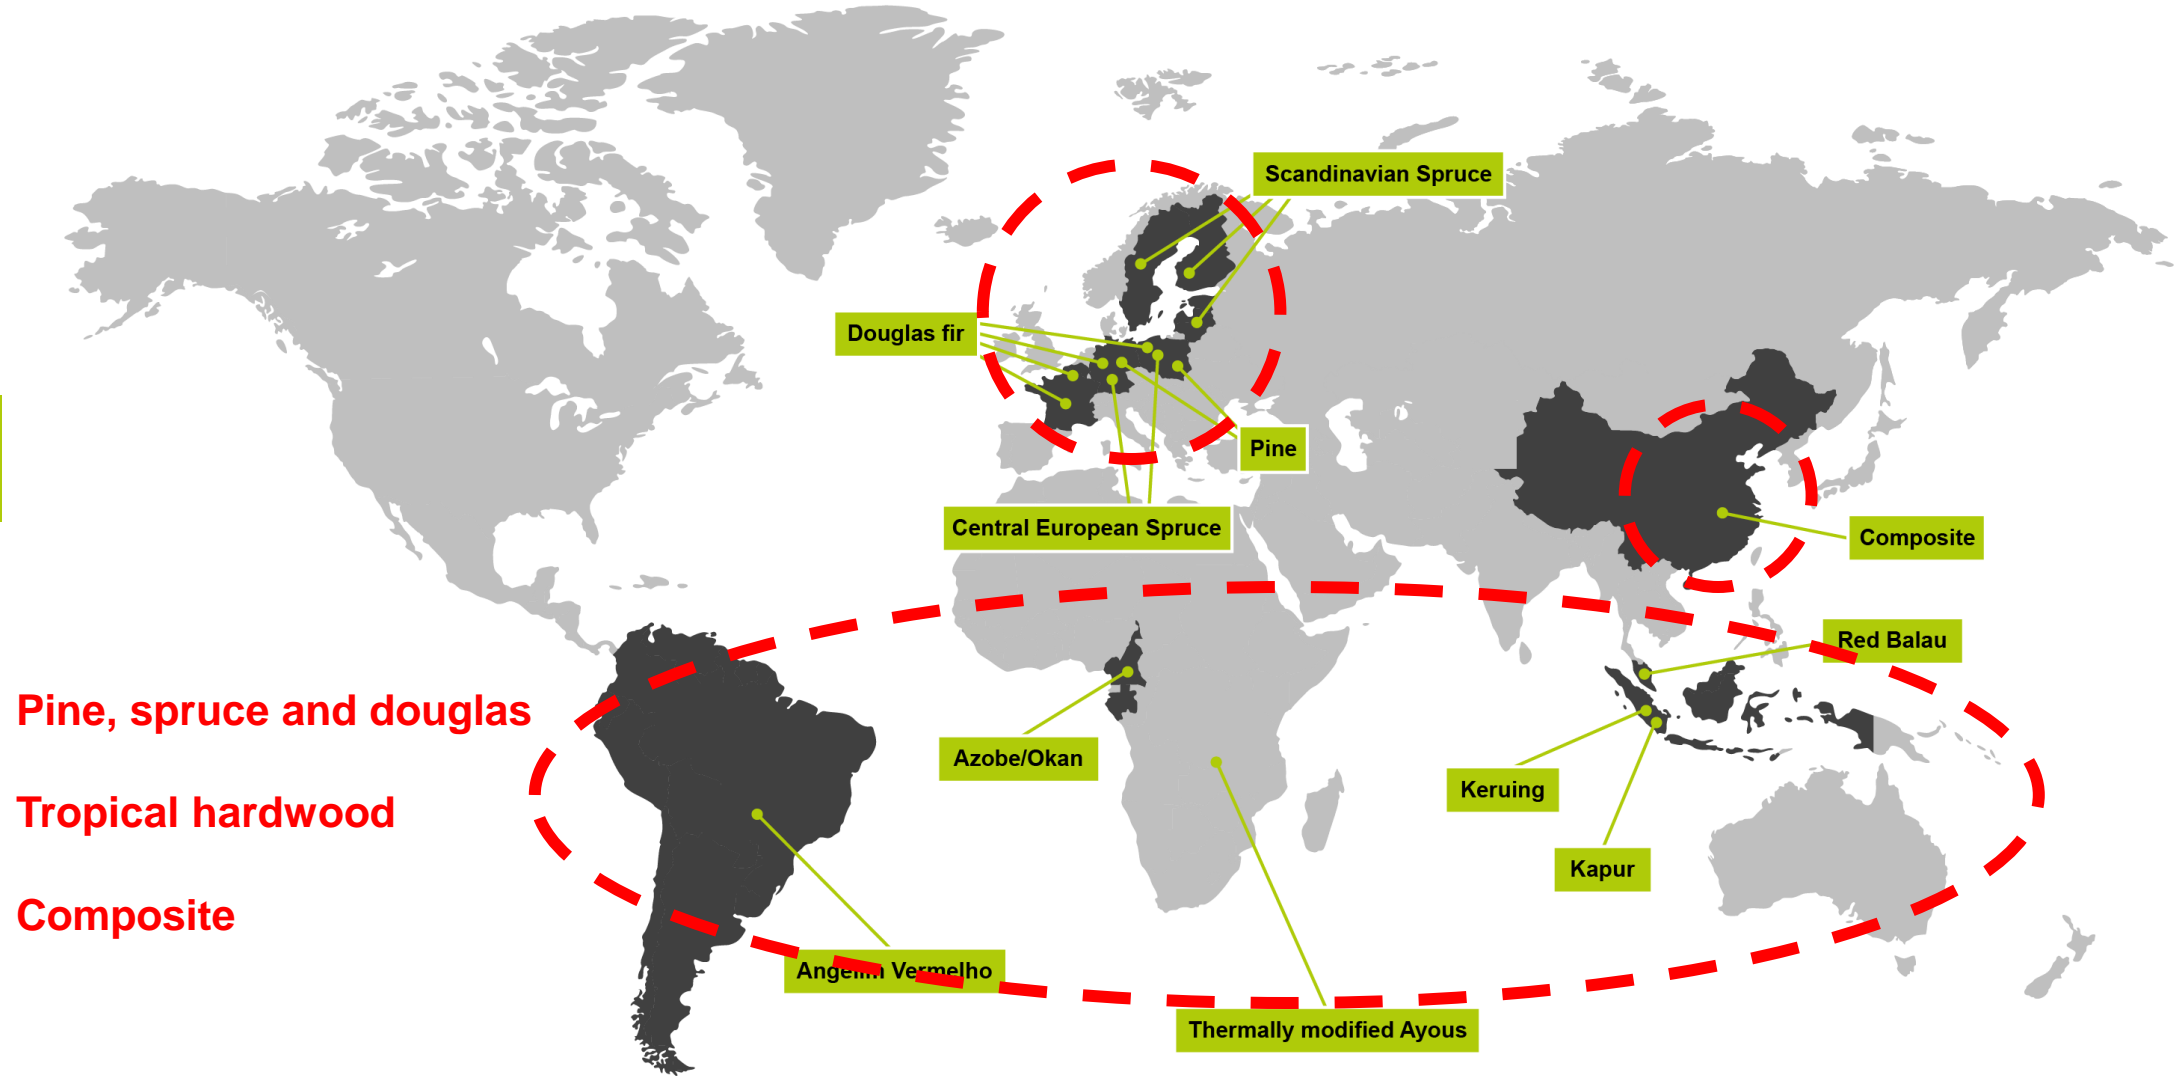 Scandinavian Spruce
Douglas fir
Pine
Central European Spruce
Composite
Red Balau
Pine, spruce and douglas
Azobe/Okan
Keruing
Tropical hardwood
Kapur
Composite
Angelim Vermelho
Thermally modified Ayous